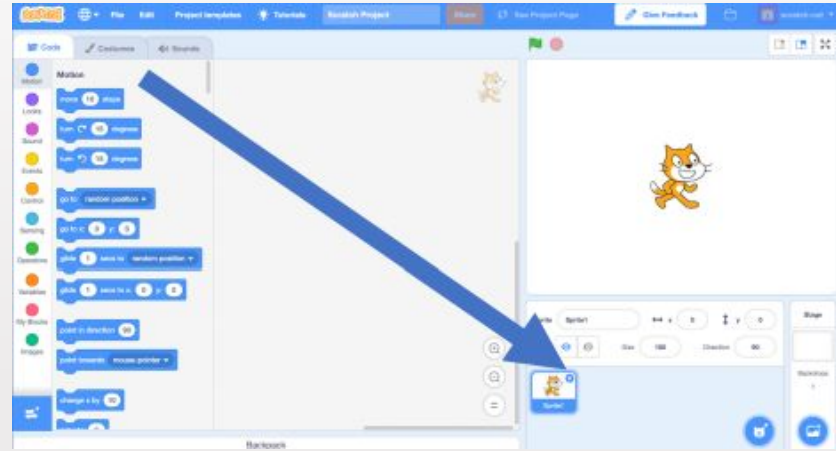 File Edit Project templates Tutorials Scratch Project Share See Project Page Give Feedback
Code Costumes Sounds
Motion
Looks
Sound
Events
Control
Sensing
Operators
Variables
My Blocks
Images
Motion
move 10 steps
turn 15 degrees
turn 15 degrees
go to random position
go to x: 0 y: 0
glide 1 secs to random position
glide 1 secs to x: 0 y: 0
point in direction 90
point towards mouse-pointer
change x by 10
Backpack
Sprite Sprite1 x 0 y 0
Size 100 Direction 90
Sprite1
Stage
Backdrops
1